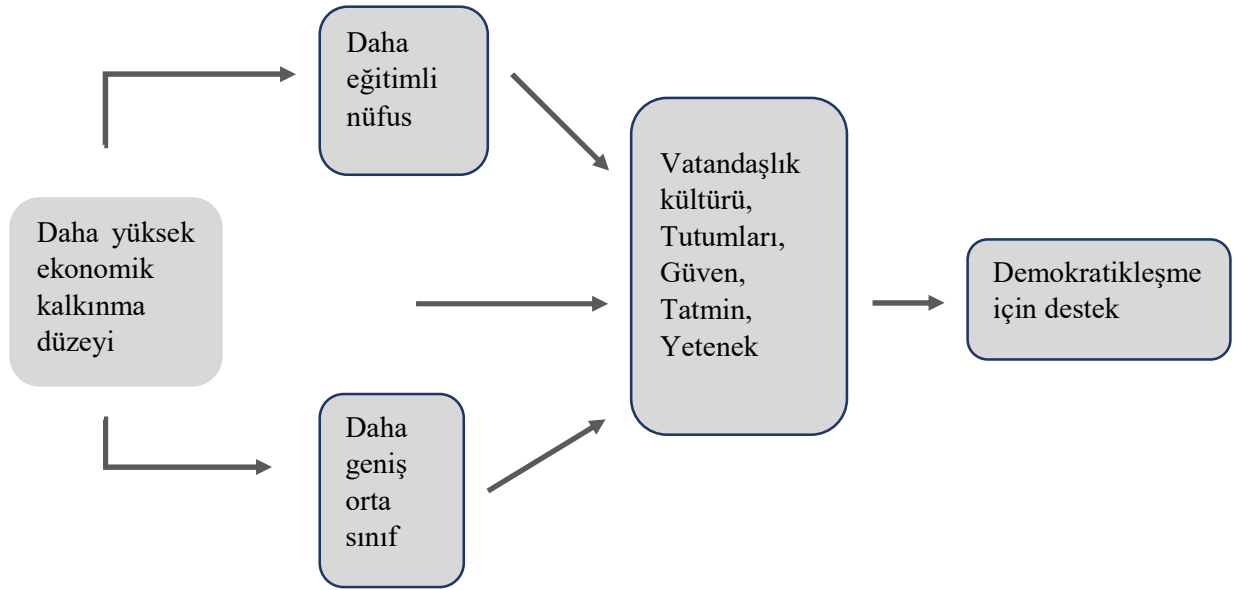 Daha yüksek
ekonomik
kalkınma
düzeyi
Daha
eğitimli
nüfus
Daha
geniş
orta
sınıf
Vatandaşlık
kültürü,
Tutumları,
Güven,
Tatmin,
Yetenek
Demokratikleşme
için destek